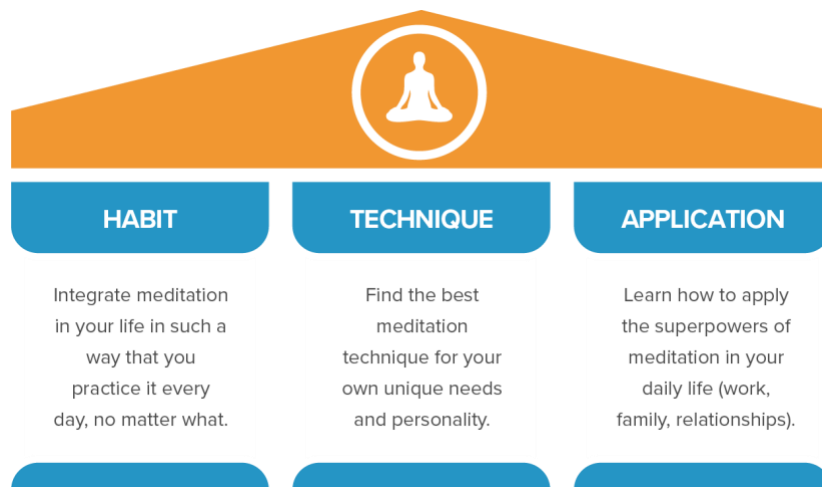 HABIT
Integrate meditation
in your life in such a
way that you
practice it every
day, no matter what.
TECHNIQUE
Find the best
meditation
technique for your
own unique needs
and personality.
APPLICATION
Learn how to apply
the superpowers of
meditation in your
daily life (work,
family, relationships).